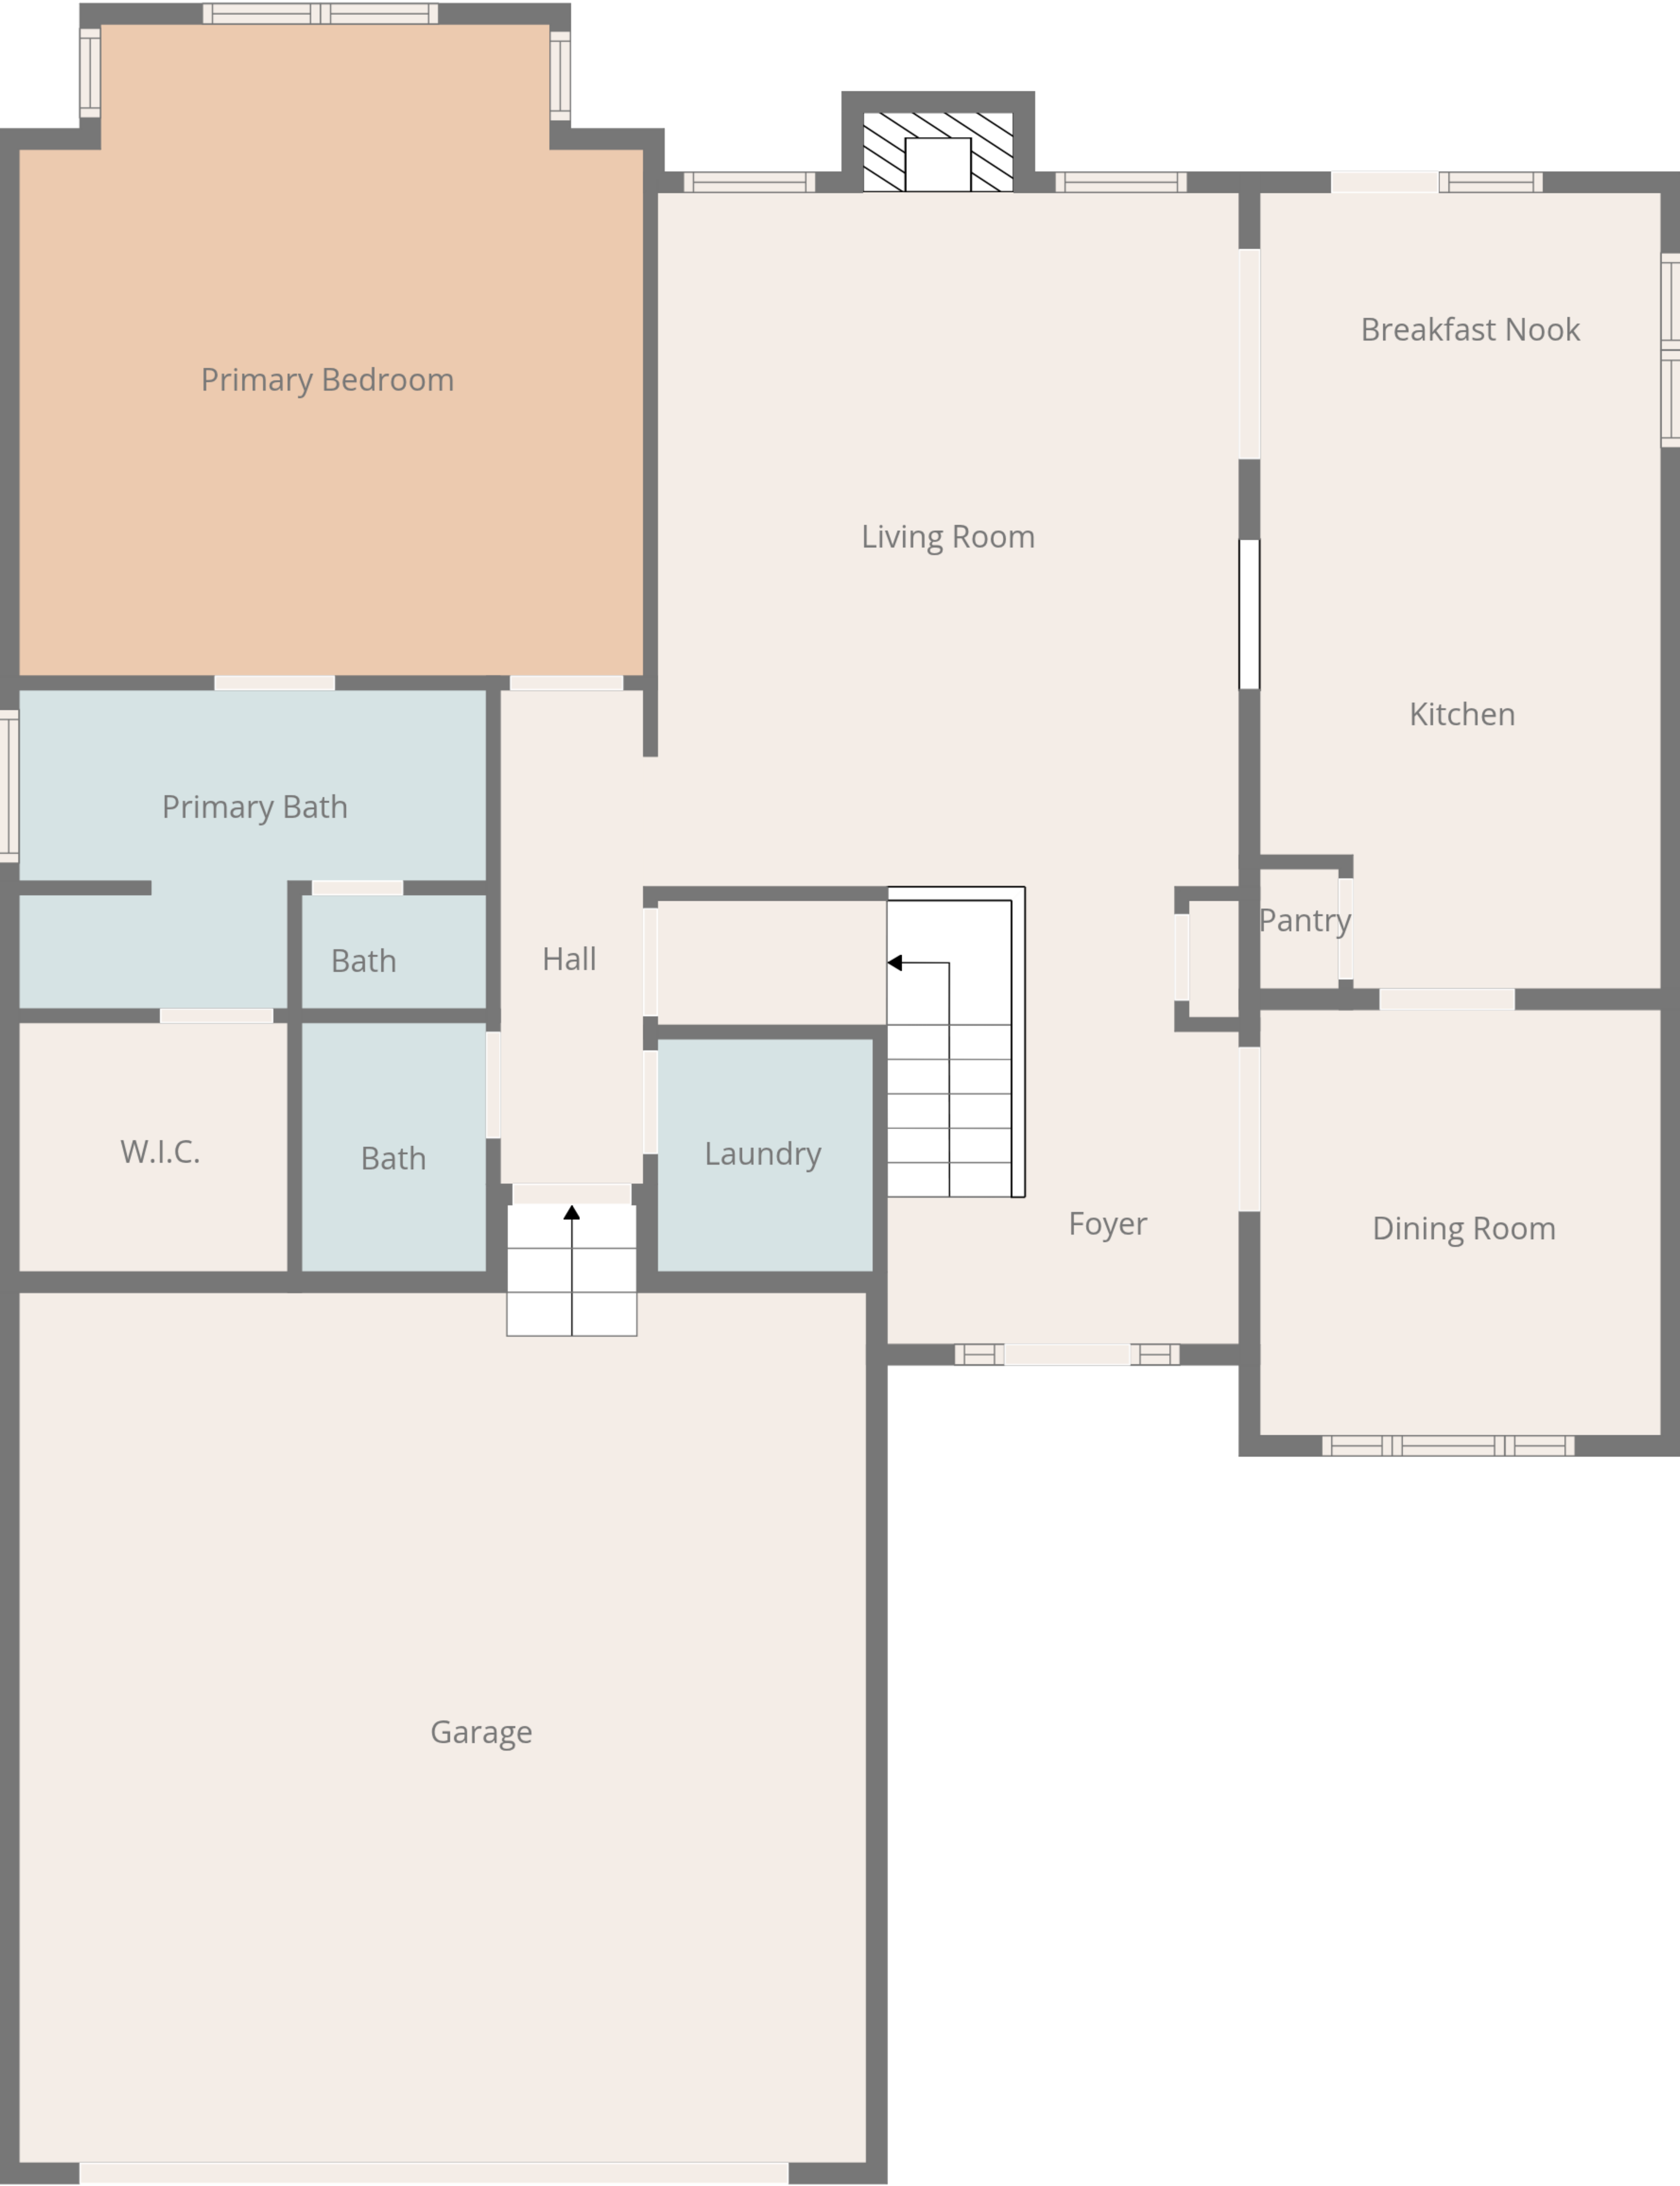 Breakfast Nook
Primary Bedroom
Living Room
Kitchen
Primary Bath
Pantry
Bath
Hall
W.I.C.
Bath
Laundry
Foyer
Dining Room
Garage